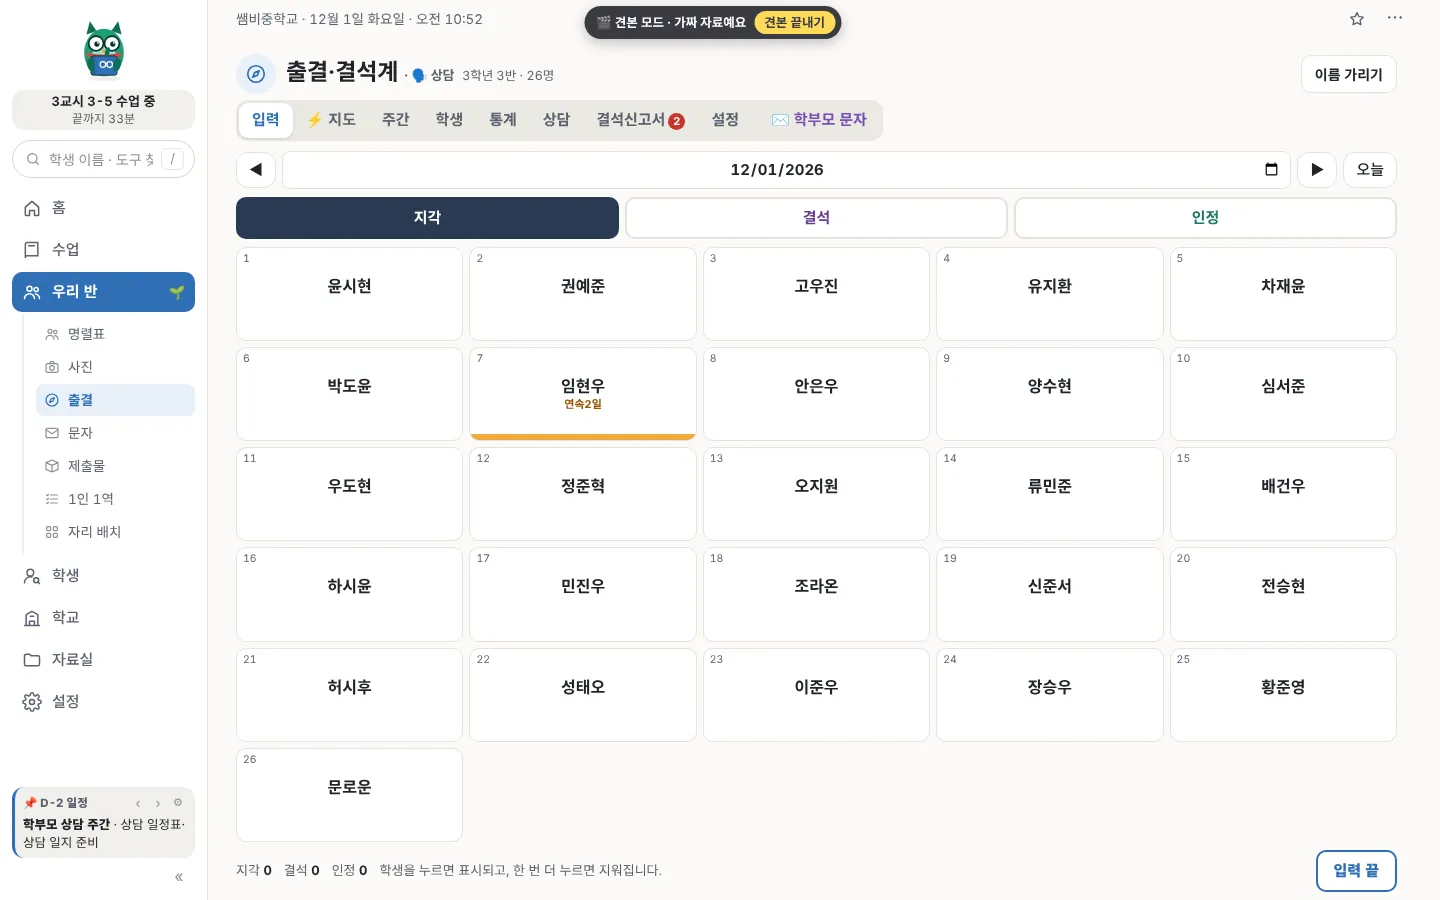 쌤비중학교 · 12월 1일 화요일 · 오전 10:52
🎬 견본 모드 · 가짜 자료예요 견본 끝내기
3교시 3-5 수업 중
끝까지 33분
학생 이름 · 도구 /
홈
수업
우리 반 🌱
명렬표
사진
출결
문자
제출물
1인 1역
자리 배치
학생
학교
자료실
설정
📌 D-2 일정 ‹ › ⚙
학부모 상담 주간 · 상담 일정표·
상담 일지 준비
«
출결·결석계 · 🗣️ 상담 3학년 3반 · 26명
이름 가리기
입력 ⚡ 지도 주간 학생 통계 상담 결석신고서 2 설정 ✉️ 학부모 문자
◀ 12/01/2026 ▶ 오늘
지각 결석 인정
1 윤시현
2 권예준
3 고우진
4 유지환
5 차재윤
6 박도윤
7 임현우
연속2일
8 안은우
9 양수현
10 심서준
11 우도현
12 정준혁
13 오지원
14 류민준
15 배건우
16 하시윤
17 민진우
18 조라온
19 신준서
20 전승현
21 허시후
22 성태오
23 이준우
24 장승우
25 황준영
26 문로운
지각 0 결석 0 인정 0 학생을 누르면 표시되고, 한 번 더 누르면 지워집니다.
입력 끝